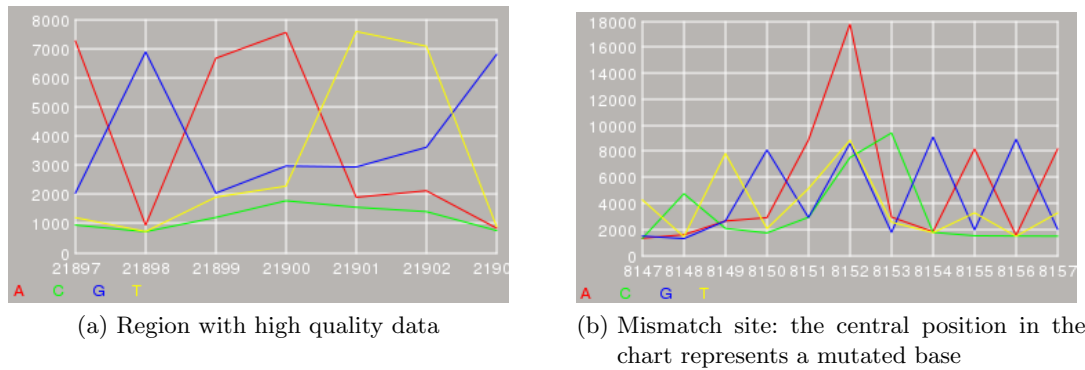 8000
7000
6000
5000
4000
3000
2000
1000
0
21897 21898 21899 21900 21901 21902 2190
A C G T
(a) Region with high quality data
18000
16000
14000
12000
10000
8000
6000
4000
2000
0
8147 8148 8149 8150 8151 8152 8153 8154 8155 8156 8157
A C G T
(b) Mismatch site: the central position in the
chart represents a mutated base